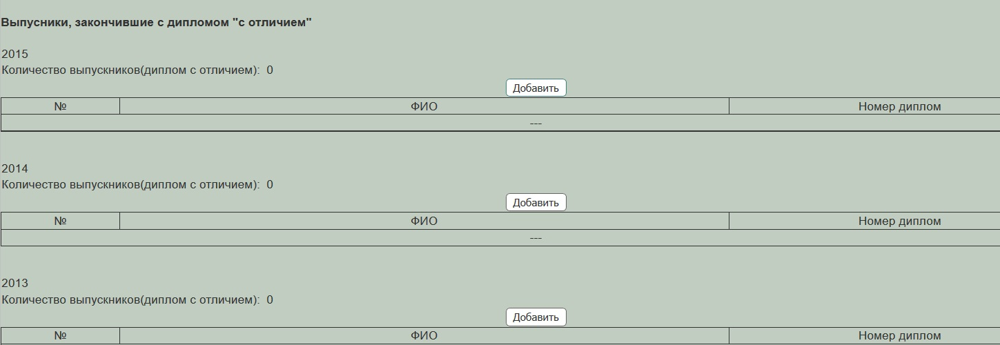 Выпусники, закончившие с дипломом "с отличием"
2015
Количество выпускников(диплом с отличием): 0
Добавить
№ ФИО Номер диплом
---
2014
Количество выпускников(диплом с отличием): 0
Добавить
№ ФИО Номер диплом
---
2013
Количество выпускников(диплом с отличием): 0
Добавить
№ ФИО Номер диплом